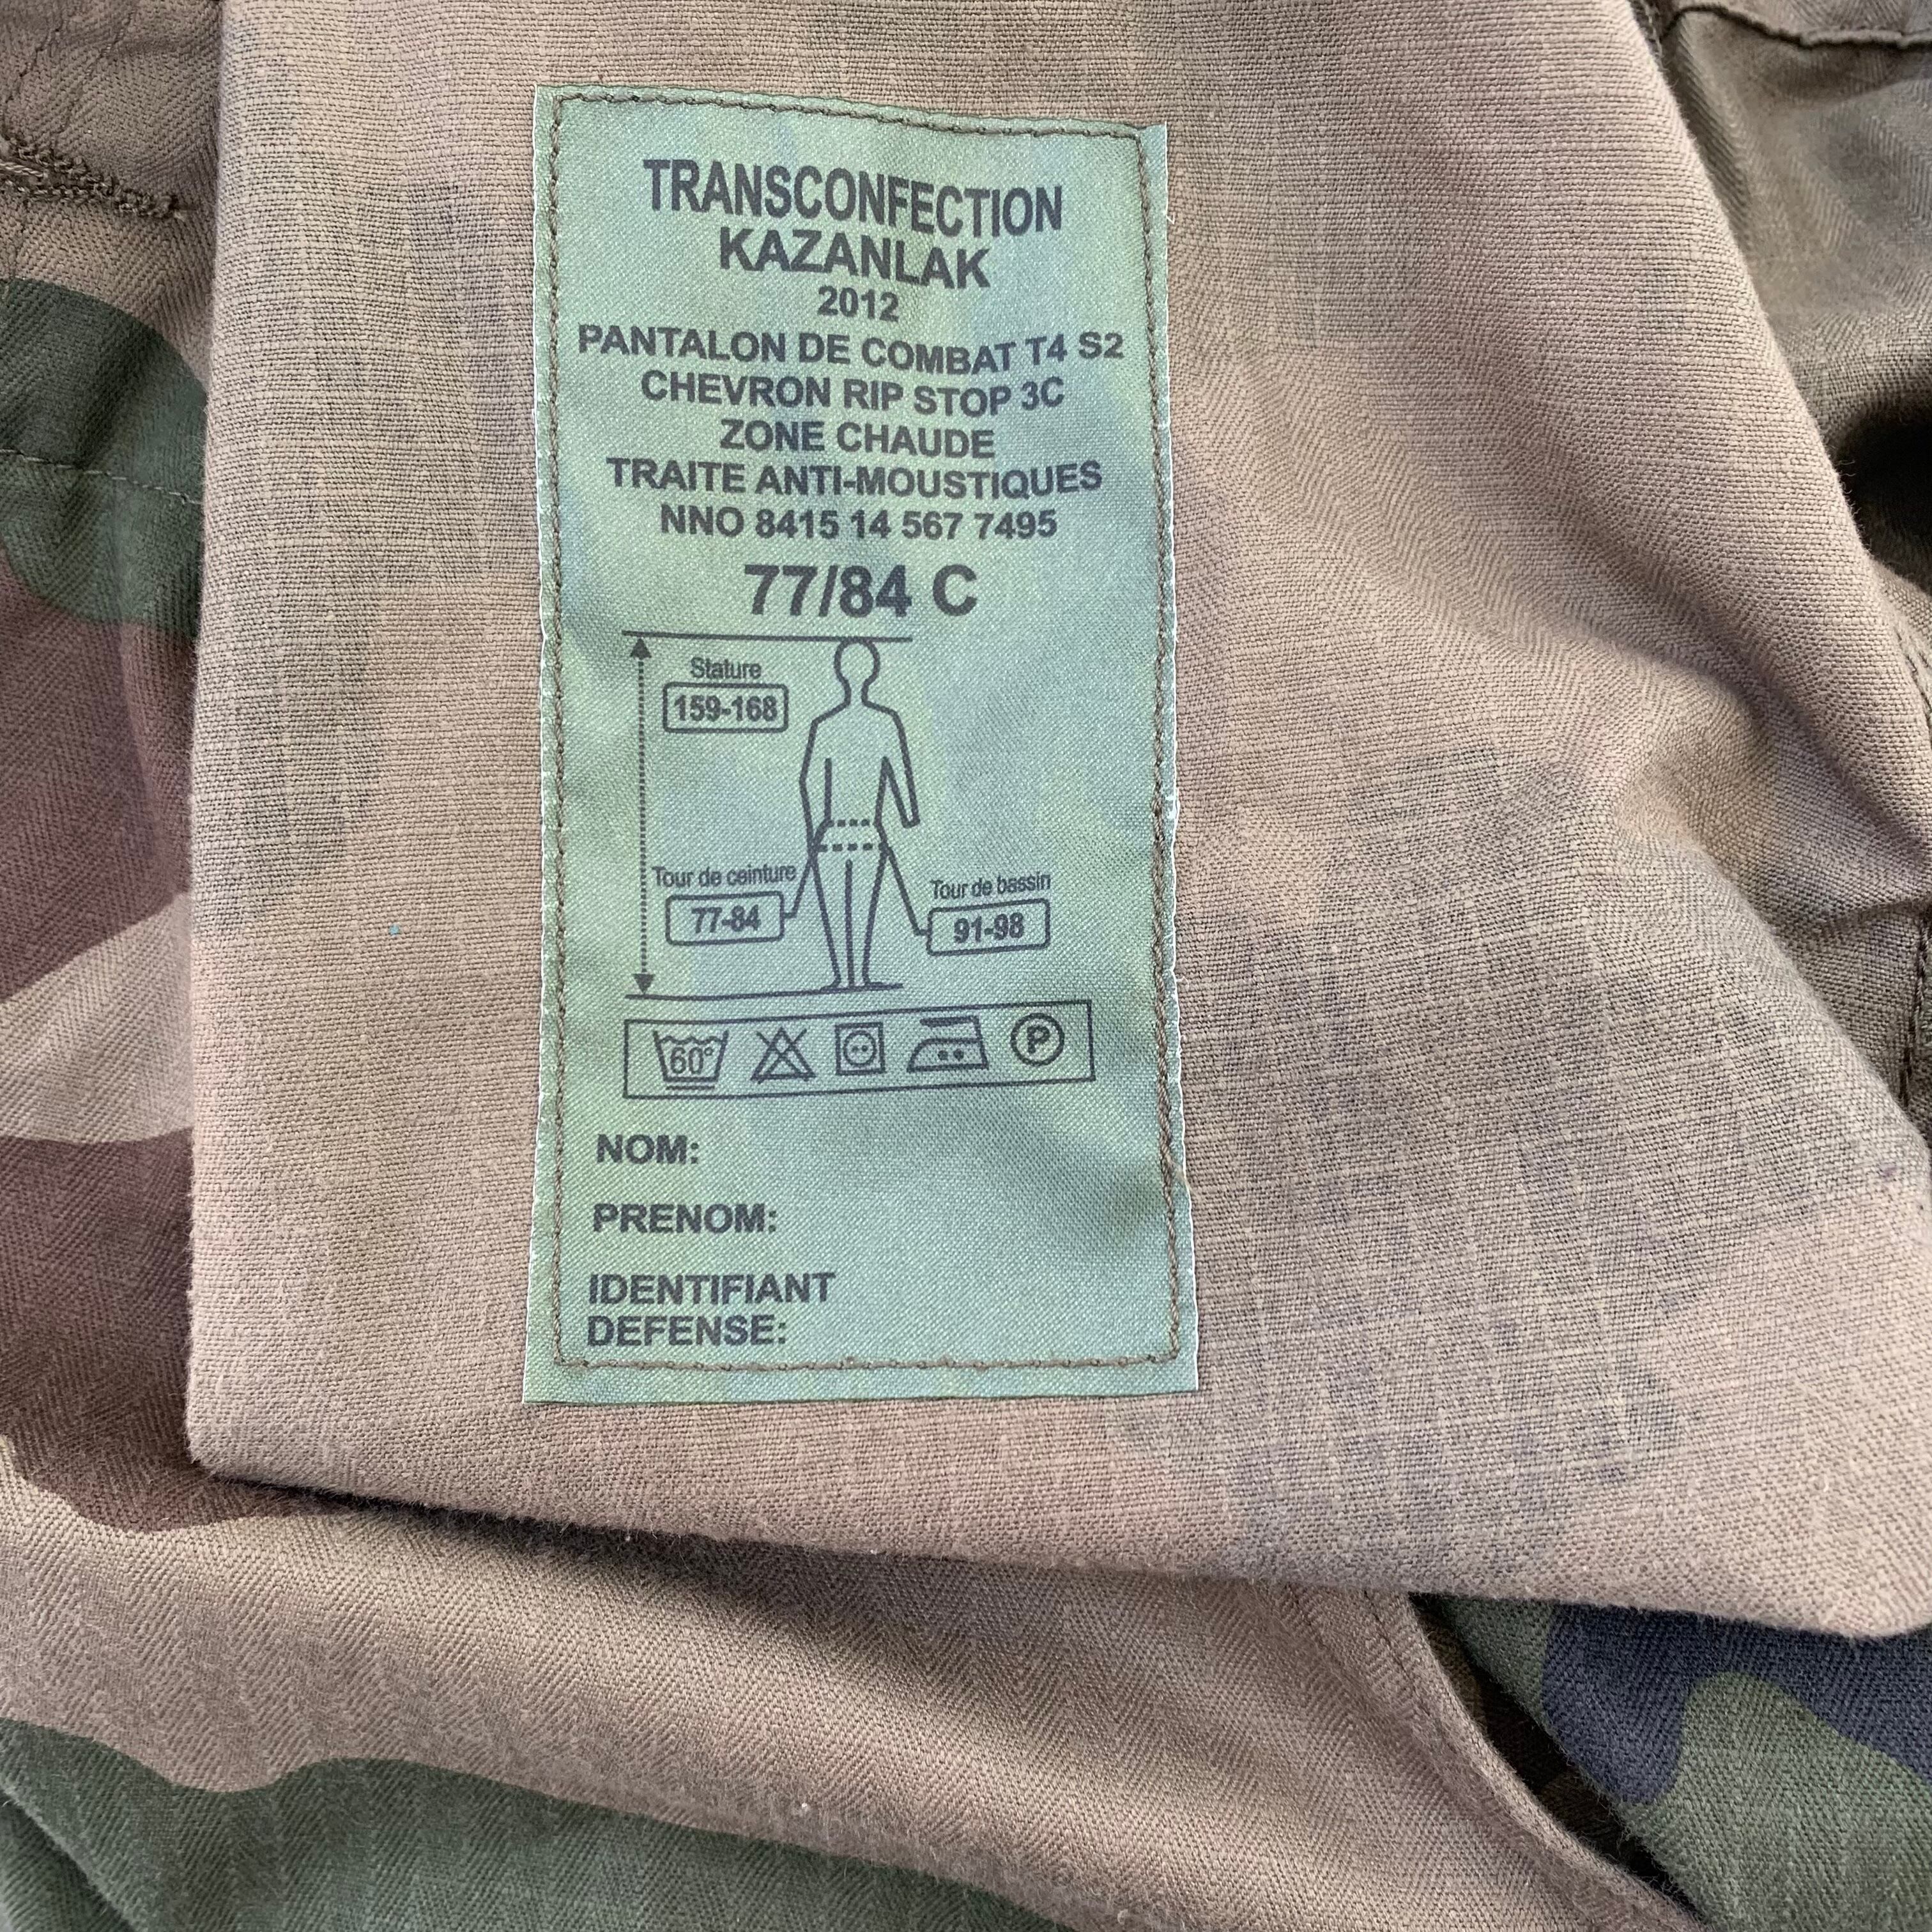 TRANSCONFECTION
KAZANLAK
2012
PANTALON DE COMBAT T4 S2
CHEVRON RIP STOP 3C
ZONE CHAUDE
TRAITE ANTI-MOUSTIQUES
NNO 8415 14 567 7495
77/84 C
Stature
159-168
Tour de ceinture
77-84
Tour de bassin
91-98
60° P
NOM:
PRENOM:
IDENTIFIANT
DEFENSE: